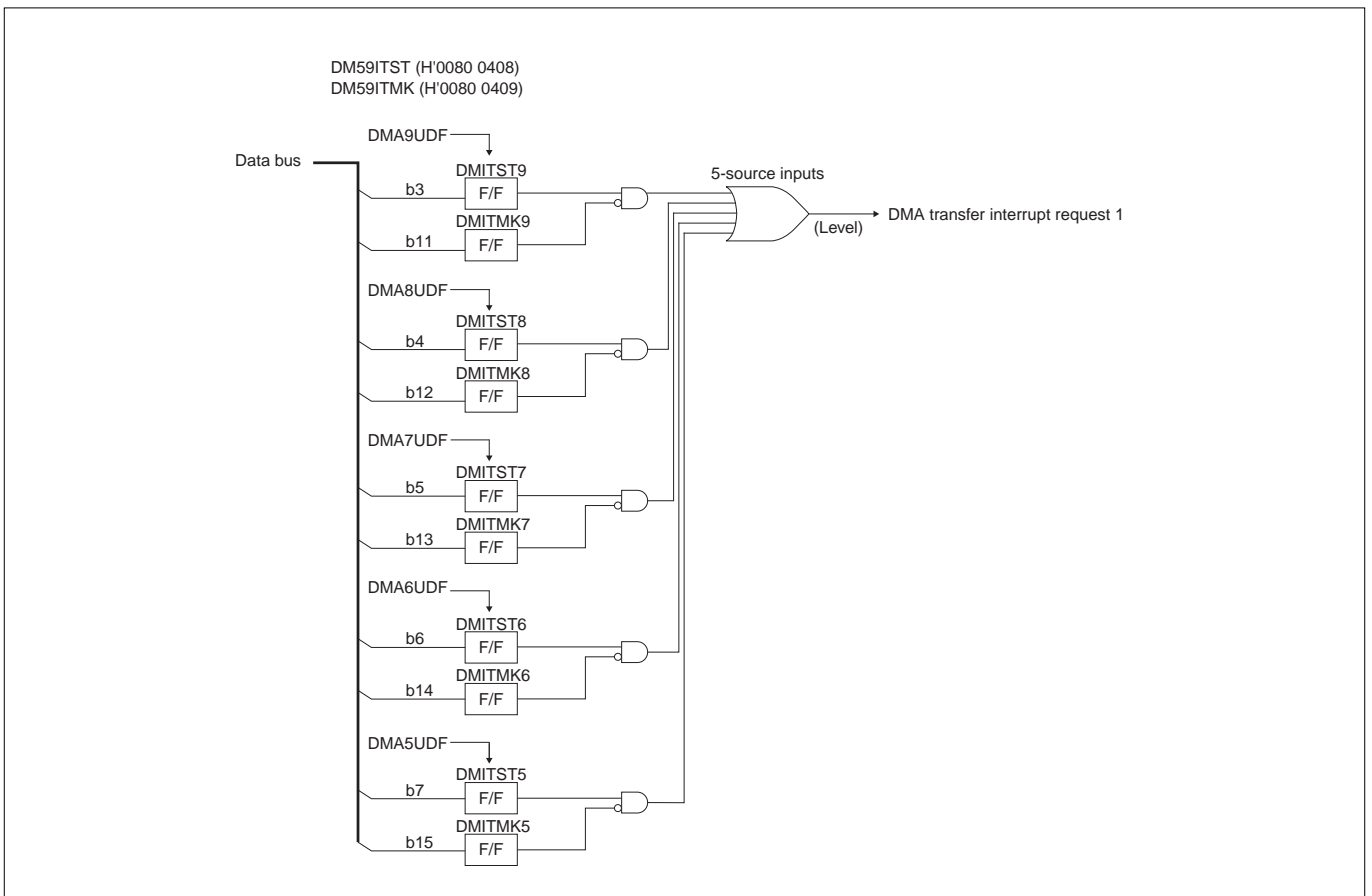 DM59ITST (H'0080 0408)
DM59ITMK (H'0080 0409)
DMA9UDF
Data bus
DMITST9
5-source inputs
b3
F/F
DMITMK9
DMA transfer interrupt request 1
(Level)
b11
F/F
DMA8UDF
DMITST8
b4
F/F
DMITMK8
b12
F/F
DMA7UDF
DMITST7
b5
F/F
DMITMK7
b13
F/F
DMA6UDF
DMITST6
b6
F/F
DMITMK6
b14
F/F
DMA5UDF
DMITST5
b7
F/F
DMITMK5
b15
F/F